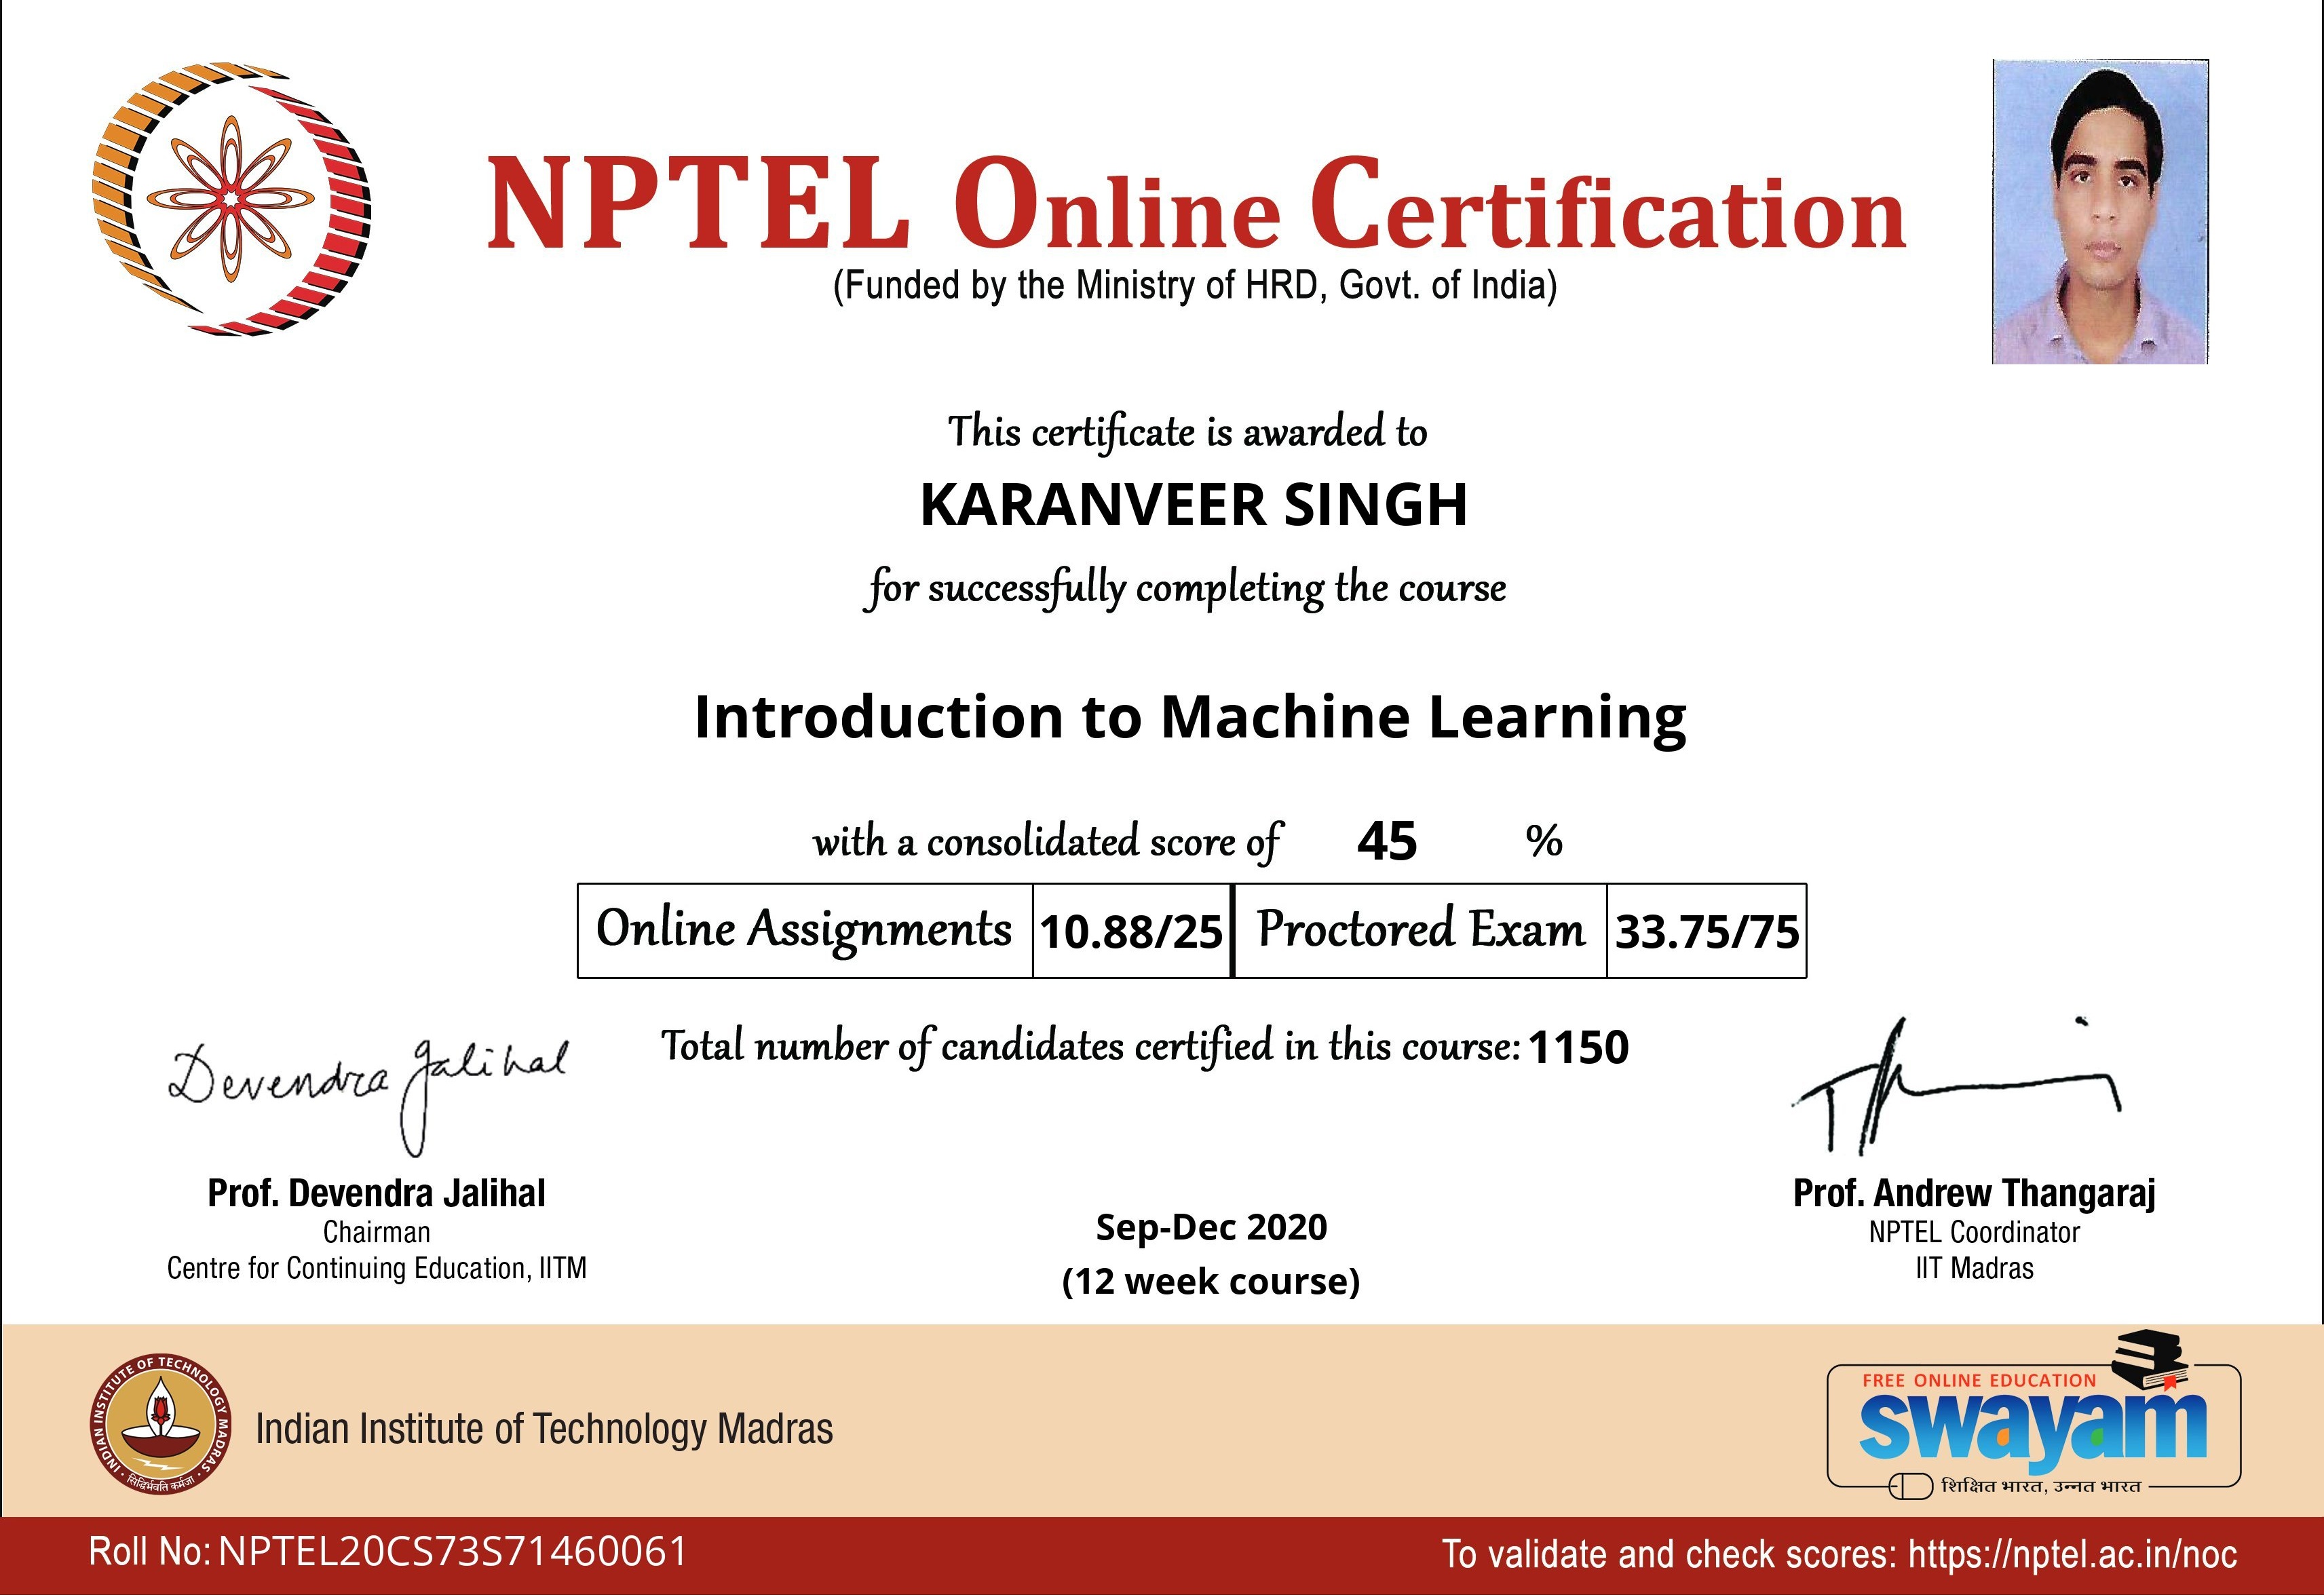 NPTEL Online Certification
(Funded by the Ministry of HRD, Govt. of India)
This certificate is awarded to
KARANVEER SINGH
for successfully completing the course
Introduction to Machine Learning
with a consolidated score of 45 %
Online Assignments 10.88/25 Proctored Exam 33.75/75
Total number of candidates certified in this course: 1150
Devendra Jalihal
Prof. Devendra Jalihal
Chairman
Centre for Continuing Education, IITM
Sep-Dec 2020
(12 week course)
Prof. Andrew Thangaraj
NPTEL Coordinator
IIT Madras
INDIAN INSTITUTE OF TECHNOLOGY MADRAS
सिद्धिर्भवति कर्मजा
Indian Institute of Technology Madras
FREE ONLINE EDUCATION
swayam
शिक्षित भारत, उन्नत भारत
Roll No: NPTEL20CS73S71460061
To validate and check scores: https://nptel.ac.in/noc